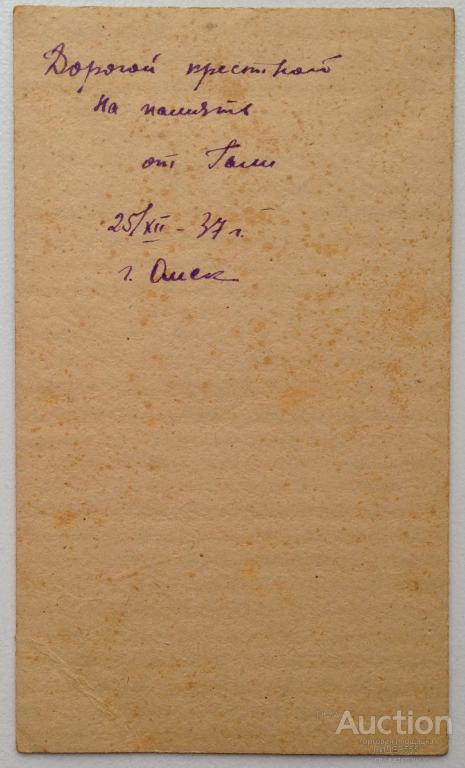 Дорогой крестной
на память
от Гали
25/XII - 37 г.
г. Омск
Auction